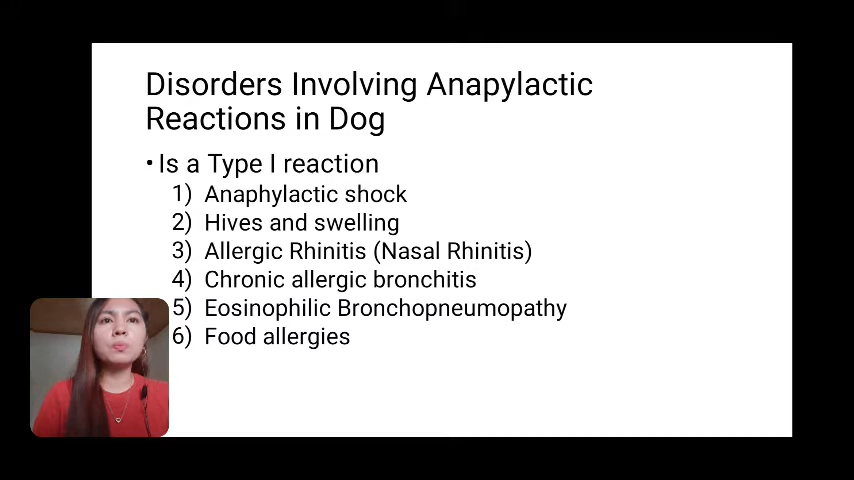 Disorders Involving Anapylactic
Reactions in Dog
• Is a Type I reaction
1) Anaphylactic shock
2) Hives and swelling
3) Allergic Rhinitis (Nasal Rhinitis)
4) Chronic allergic bronchitis
5) Eosinophilic Bronchopneumopathy
6) Food allergies